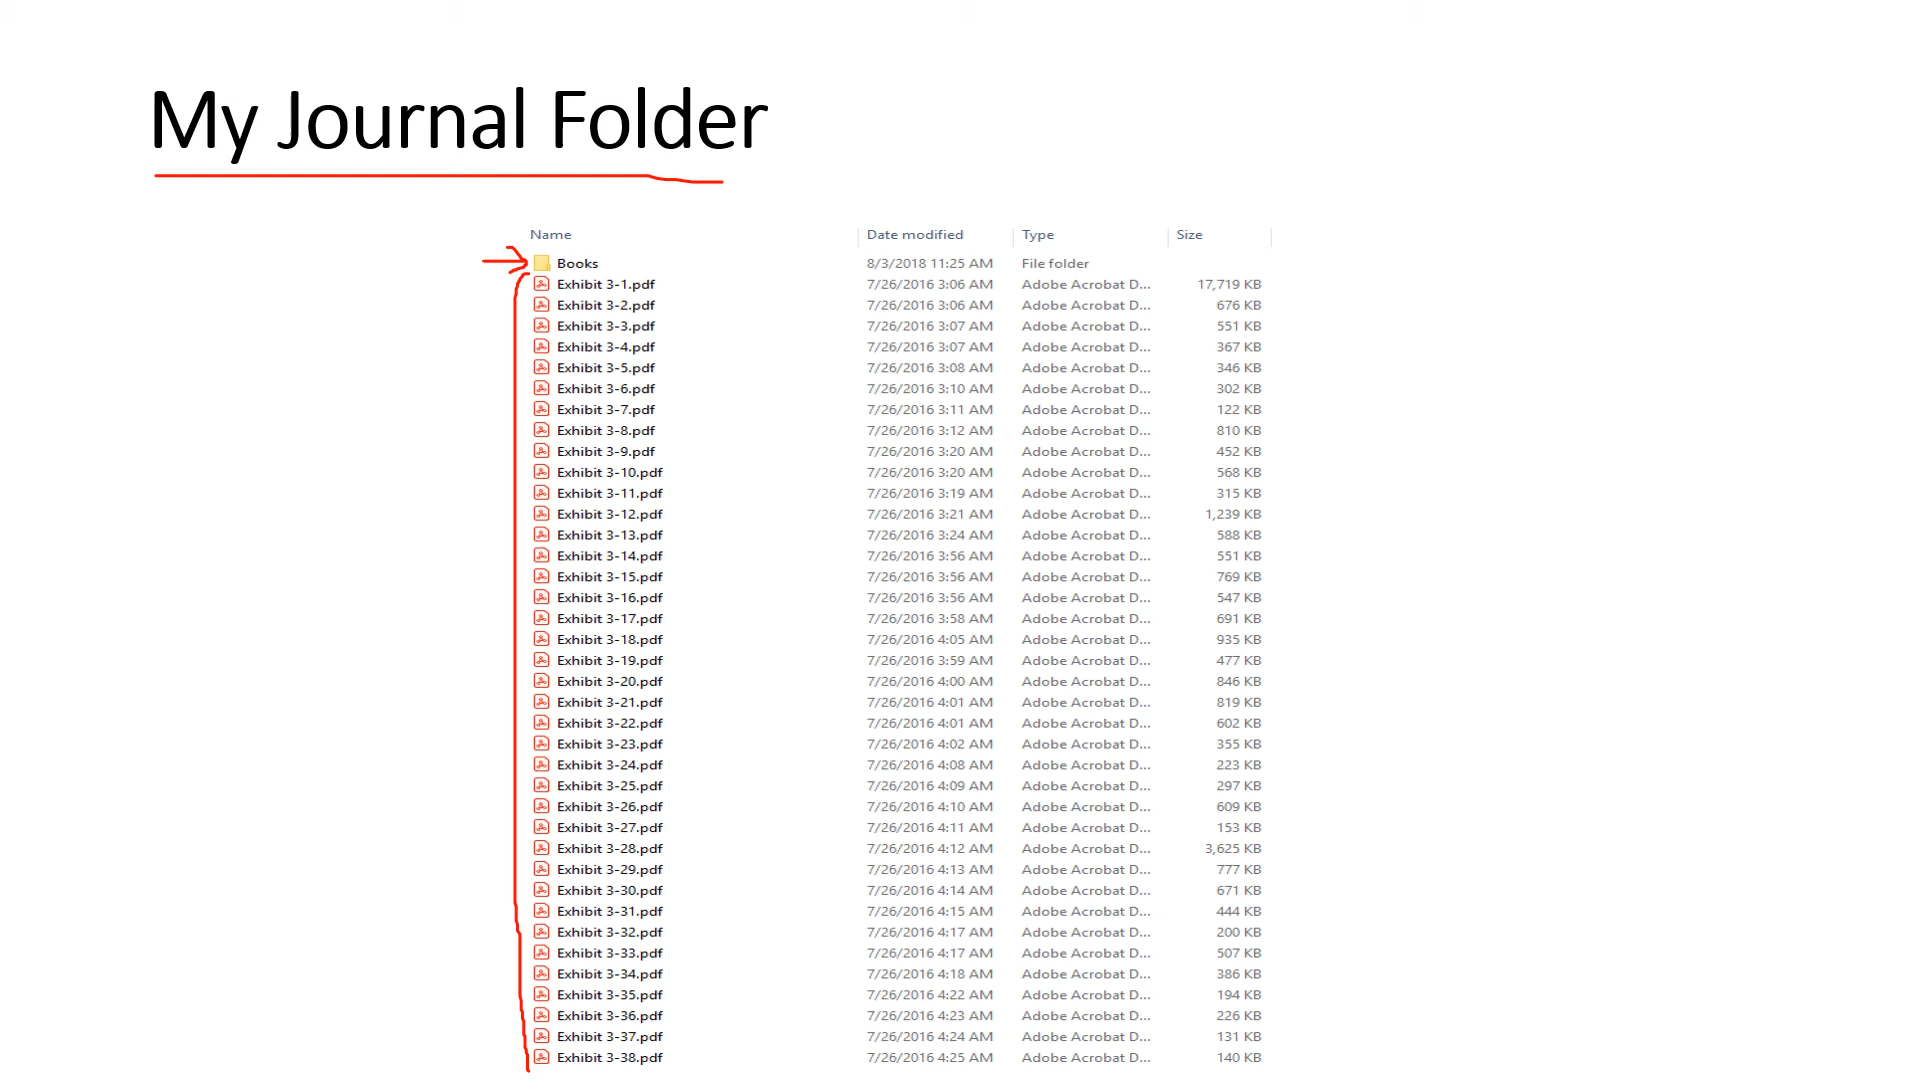 My Journal Folder
Name Date modified Type Size
Books 8/3/2018 11:25 AM File folder
Exhibit 3-1.pdf 7/26/2016 3:06 AM Adobe Acrobat D... 17,719 KB
Exhibit 3-2.pdf 7/26/2016 3:06 AM Adobe Acrobat D... 676 KB
Exhibit 3-3.pdf 7/26/2016 3:07 AM Adobe Acrobat D... 551 KB
Exhibit 3-4.pdf 7/26/2016 3:07 AM Adobe Acrobat D... 367 KB
Exhibit 3-5.pdf 7/26/2016 3:08 AM Adobe Acrobat D... 346 KB
Exhibit 3-6.pdf 7/26/2016 3:10 AM Adobe Acrobat D... 302 KB
Exhibit 3-7.pdf 7/26/2016 3:11 AM Adobe Acrobat D... 122 KB
Exhibit 3-8.pdf 7/26/2016 3:12 AM Adobe Acrobat D... 810 KB
Exhibit 3-9.pdf 7/26/2016 3:20 AM Adobe Acrobat D... 452 KB
Exhibit 3-10.pdf 7/26/2016 3:20 AM Adobe Acrobat D... 568 KB
Exhibit 3-11.pdf 7/26/2016 3:19 AM Adobe Acrobat D... 315 KB
Exhibit 3-12.pdf 7/26/2016 3:21 AM Adobe Acrobat D... 1,239 KB
Exhibit 3-13.pdf 7/26/2016 3:24 AM Adobe Acrobat D... 588 KB
Exhibit 3-14.pdf 7/26/2016 3:56 AM Adobe Acrobat D... 551 KB
Exhibit 3-15.pdf 7/26/2016 3:56 AM Adobe Acrobat D... 769 KB
Exhibit 3-16.pdf 7/26/2016 3:56 AM Adobe Acrobat D... 547 KB
Exhibit 3-17.pdf 7/26/2016 3:58 AM Adobe Acrobat D... 691 KB
Exhibit 3-18.pdf 7/26/2016 4:05 AM Adobe Acrobat D... 935 KB
Exhibit 3-19.pdf 7/26/2016 3:59 AM Adobe Acrobat D... 477 KB
Exhibit 3-20.pdf 7/26/2016 4:00 AM Adobe Acrobat D... 846 KB
Exhibit 3-21.pdf 7/26/2016 4:01 AM Adobe Acrobat D... 819 KB
Exhibit 3-22.pdf 7/26/2016 4:01 AM Adobe Acrobat D... 602 KB
Exhibit 3-23.pdf 7/26/2016 4:02 AM Adobe Acrobat D... 355 KB
Exhibit 3-24.pdf 7/26/2016 4:08 AM Adobe Acrobat D... 223 KB
Exhibit 3-25.pdf 7/26/2016 4:09 AM Adobe Acrobat D... 297 KB
Exhibit 3-26.pdf 7/26/2016 4:10 AM Adobe Acrobat D... 609 KB
Exhibit 3-27.pdf 7/26/2016 4:11 AM Adobe Acrobat D... 153 KB
Exhibit 3-28.pdf 7/26/2016 4:12 AM Adobe Acrobat D... 3,625 KB
Exhibit 3-29.pdf 7/26/2016 4:13 AM Adobe Acrobat D... 777 KB
Exhibit 3-30.pdf 7/26/2016 4:14 AM Adobe Acrobat D... 671 KB
Exhibit 3-31.pdf 7/26/2016 4:15 AM Adobe Acrobat D... 444 KB
Exhibit 3-32.pdf 7/26/2016 4:17 AM Adobe Acrobat D... 200 KB
Exhibit 3-33.pdf 7/26/2016 4:17 AM Adobe Acrobat D... 507 KB
Exhibit 3-34.pdf 7/26/2016 4:18 AM Adobe Acrobat D... 386 KB
Exhibit 3-35.pdf 7/26/2016 4:22 AM Adobe Acrobat D... 194 KB
Exhibit 3-36.pdf 7/26/2016 4:23 AM Adobe Acrobat D... 226 KB
Exhibit 3-37.pdf 7/26/2016 4:24 AM Adobe Acrobat D... 131 KB
Exhibit 3-38.pdf 7/26/2016 4:25 AM Adobe Acrobat D... 140 KB